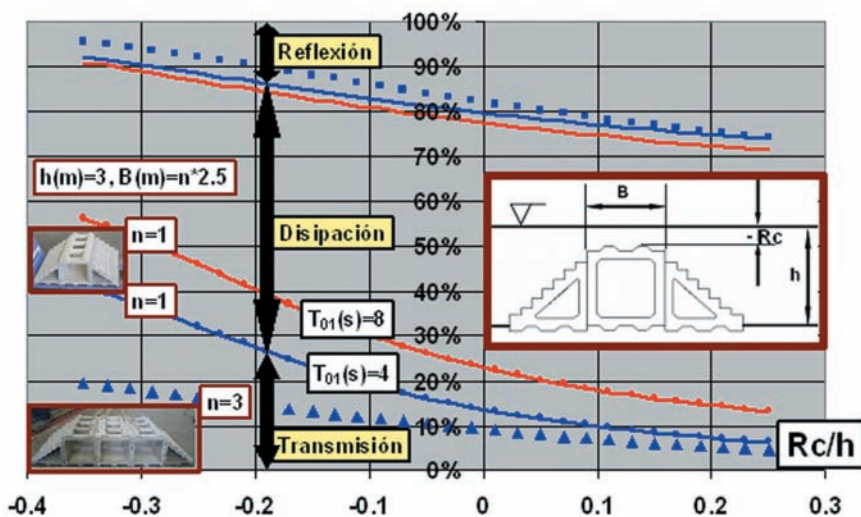 100%
90%
80%
70%
60%
50%
40%
30%
20%
10%
0%
Reflexión
h(m)=3, B(m)=n*2.5
n=1
n=1
Disipación
T01(s)=8
T01(s)=4
n=3
Transmisión
B
- Rc
h
Rc/h
-0.4 -0.3 -0.2 -0.1 0 0.1 0.2 0.3